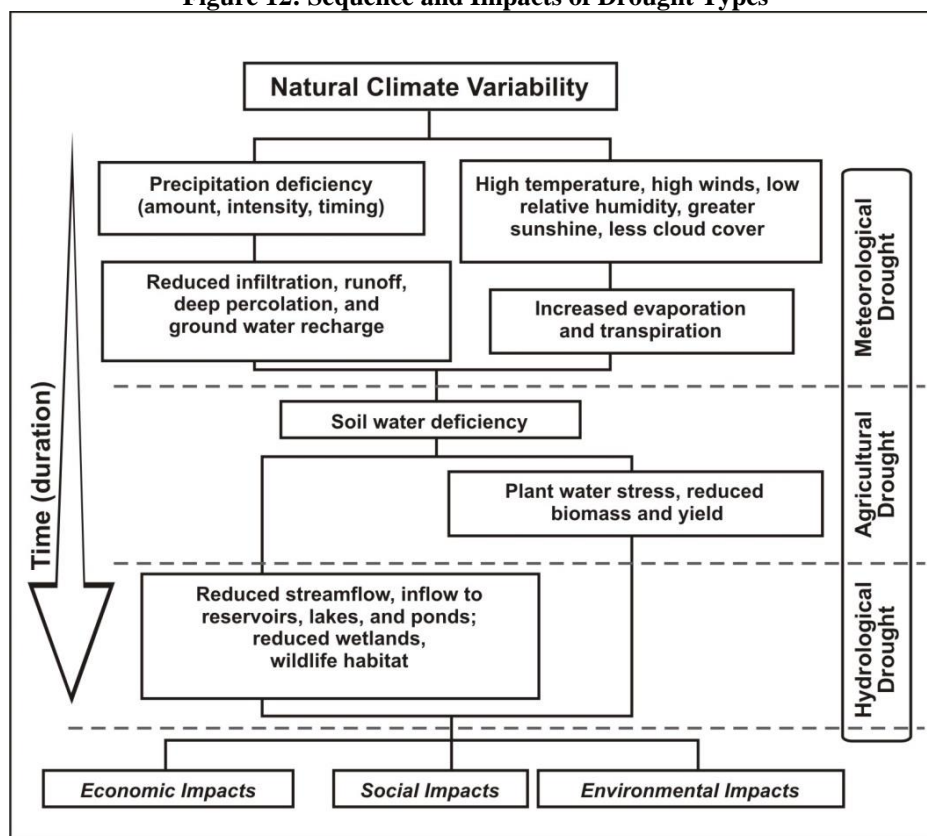 Figure 12: Sequence and Impacts of Drought Types
Natural Climate Variability
Precipitation deficiency
(amount, intensity, timing)
High temperature, high winds, low
relative humidity, greater
sunshine, less cloud cover
Reduced infiltration, runoff,
deep percolation, and
ground water recharge
Increased evaporation
and transpiration
Meteorological
Drought
Time (duration)
Soil water deficiency
Plant water stress, reduced
biomass and yield
Agricultural
Drought
Reduced streamflow, inflow to
reservoirs, lakes, and ponds;
reduced wetlands,
wildlife habitat
Hydrological
Drought
Economic Impacts
Social Impacts
Environmental Impacts